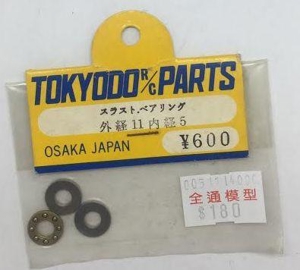 TOKYODO R/C PARTS
スラスト.ベアリング
外経11内経5
OSAKA JAPAN
¥600
全通模型
$180